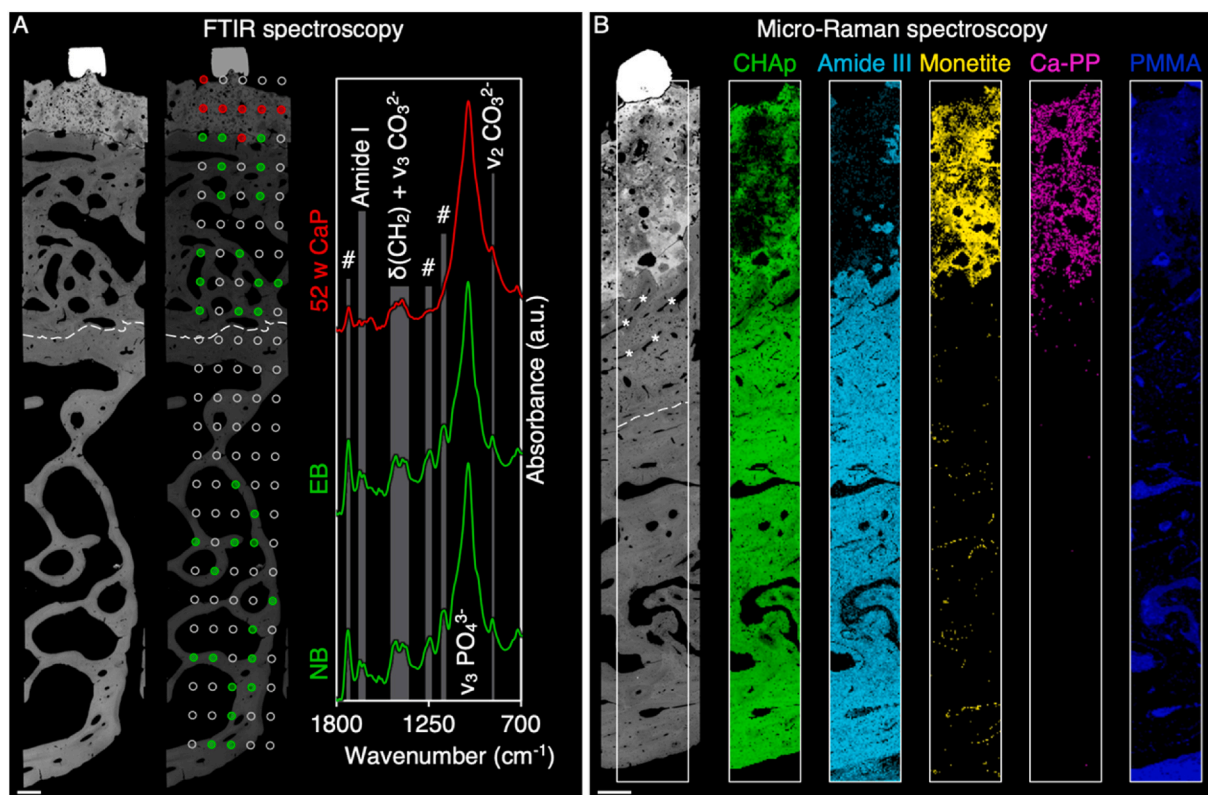 A
FTIR spectroscopy
#
Amide I
δ(CH₂) + ν₃ CO₃²⁻
#
#
ν₂ CO₃²⁻
52 w CaP
EB
NB
ν₃ PO₄³⁻
Absorbance (a.u.)
1800
1250
700
Wavenumber (cm⁻¹)
B
Micro-Raman spectroscopy
CHAp
Amide III
Monetite
Ca-PP
PMMA
*
*
*
*
*